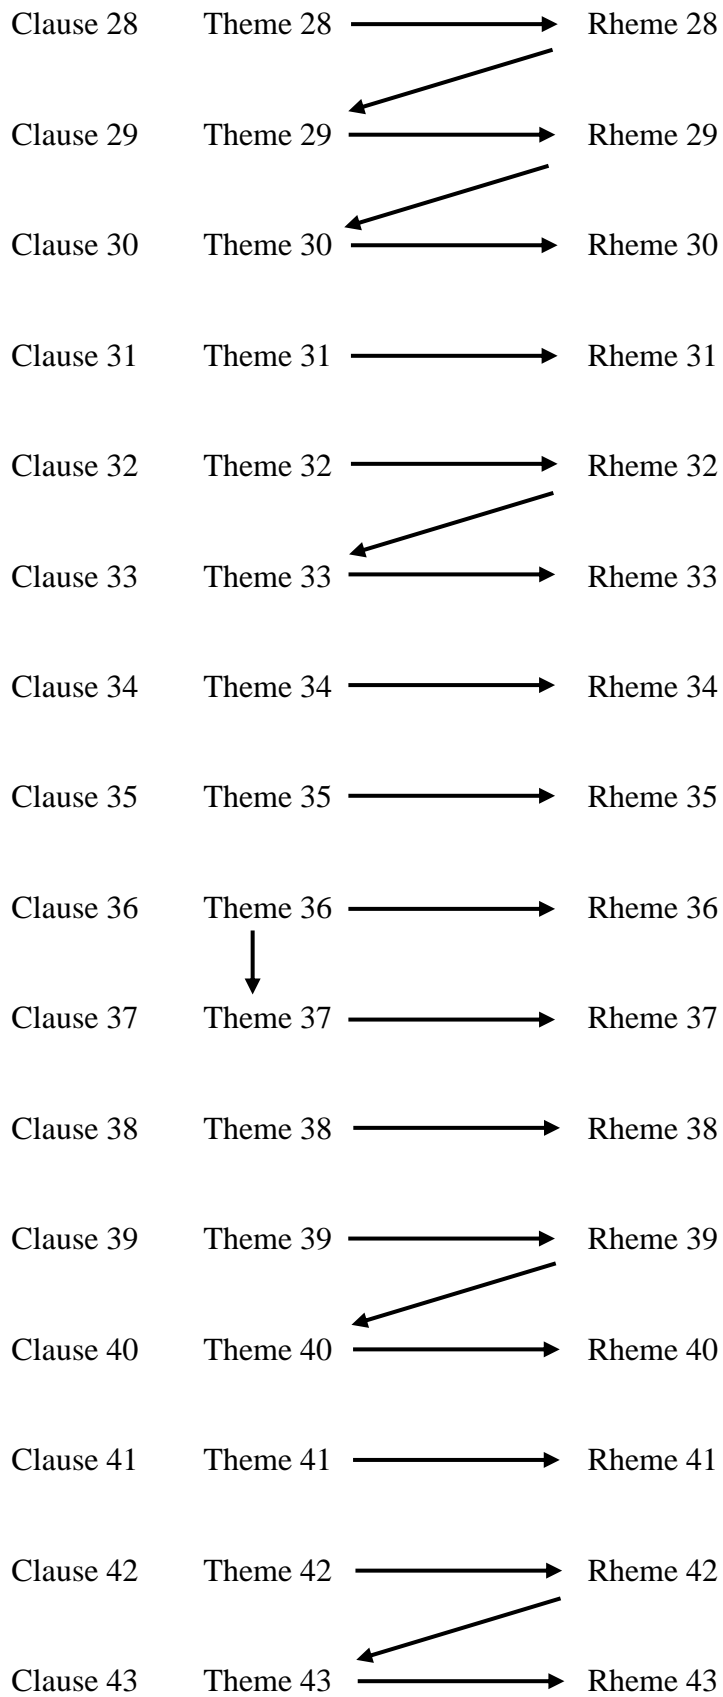 Clause 28 Theme 28 Rheme 28
Clause 29 Theme 29 Rheme 29
Clause 30 Theme 30 Rheme 30
Clause 31 Theme 31 Rheme 31
Clause 32 Theme 32 Rheme 32
Clause 33 Theme 33 Rheme 33
Clause 34 Theme 34 Rheme 34
Clause 35 Theme 35 Rheme 35
Clause 36 Theme 36 Rheme 36
Clause 37 Theme 37 Rheme 37
Clause 38 Theme 38 Rheme 38
Clause 39 Theme 39 Rheme 39
Clause 40 Theme 40 Rheme 40
Clause 41 Theme 41 Rheme 41
Clause 42 Theme 42 Rheme 42
Clause 43 Theme 43 Rheme 43